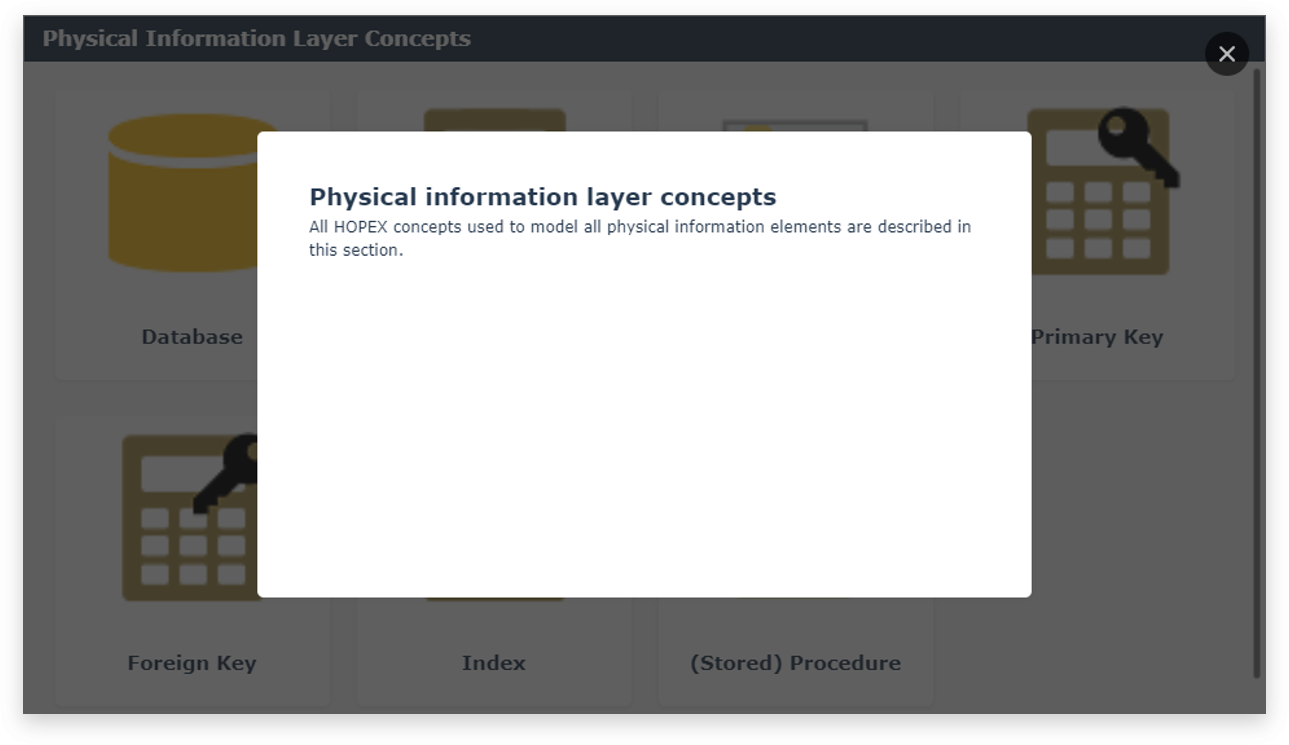 Physical Information Layer Concepts
Physical information layer concepts
All HOPEX concepts used to model all physical information elements are described in
this section.
Database
Primary Key
Foreign Key
Index
(Stored) Procedure